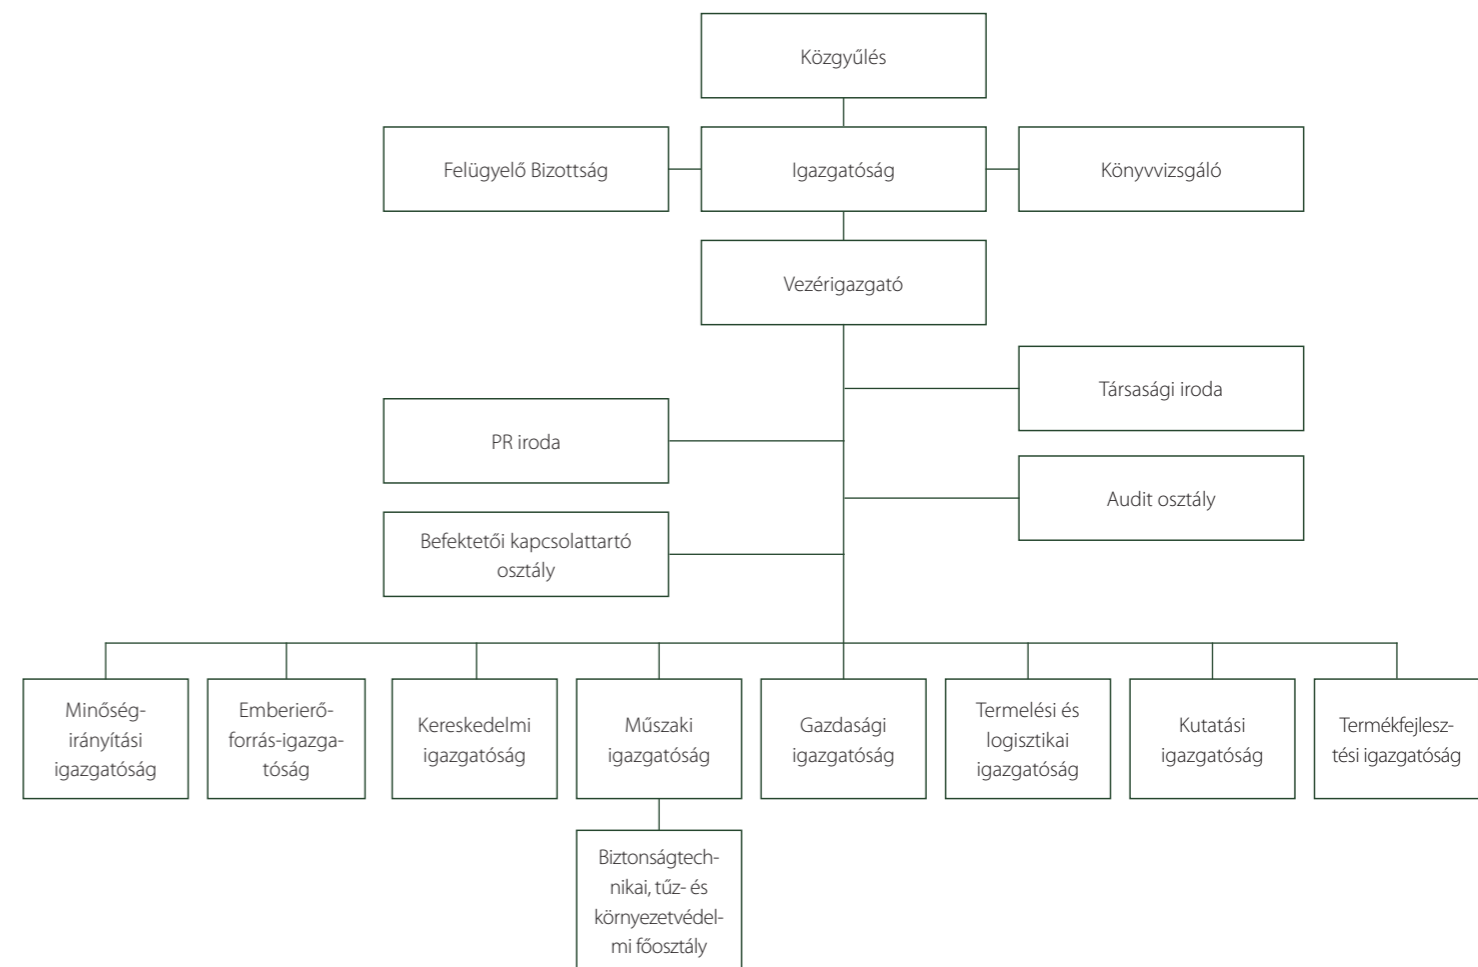 Közgyűlés
Felügyelő Bizottság
Igazgatóság
Könyvvizsgáló
Vezérigazgató
Társasági iroda
PR iroda
Audit osztály
Befektetői kapcsolattartó
osztály
Minőség-
irányítási
igazgatóság
Emberierő-
forrás-igazga-
tóság
Kereskedelmi
igazgatóság
Műszaki
igazgatóság
Gazdasági
igazgatóság
Termelési és
logisztikai
igazgatóság
Kutatási
igazgatóság
Termékfejlesz-
tési igazgatóság
Biztonságtech-
nikai, tűz- és
környezetvédel-
mi főosztály